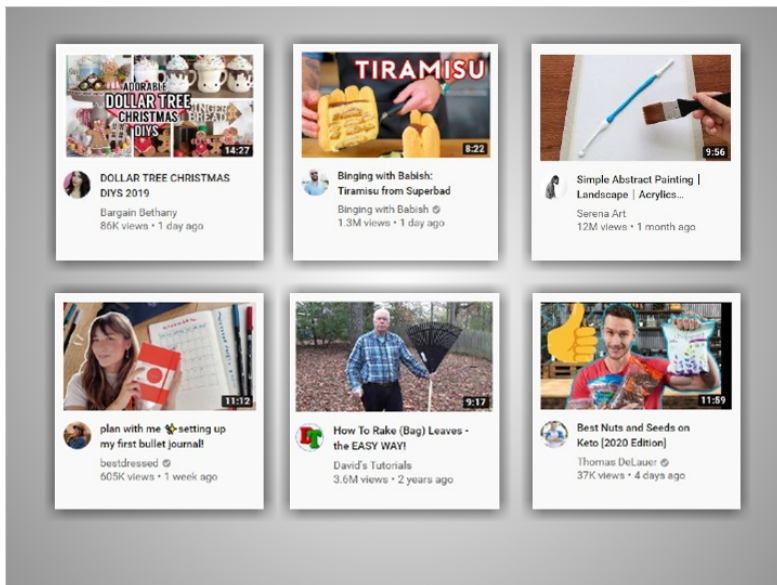 ADORABLE
DOLLAR TREE
CHRISTMAS
DIYS
GINGER
BREAD
14:27
DOLLAR TREE CHRISTMAS
DIYS 2019
Bargain Bethany
86K views • 1 day ago
TIRAMISU
8:22
Binging with Babish:
Tiramisu from Superbad
Binging with Babish
1.3M views • 1 day ago
9:56
Simple Abstract Painting |
Landscape | Acrylics...
Serena Art
12M views • 1 month ago
11:12
plan with me ✨setting up
my first bullet journal!
bestdressed
605K views • 1 week ago
9:17
DT
How To Rake (Bag) Leaves -
the EASY WAY!
David's Tutorials
3.6M views • 2 years ago
11:59
Best Nuts and Seeds on
Keto [2020 Edition]
Thomas DeLauer
37K views • 4 days ago